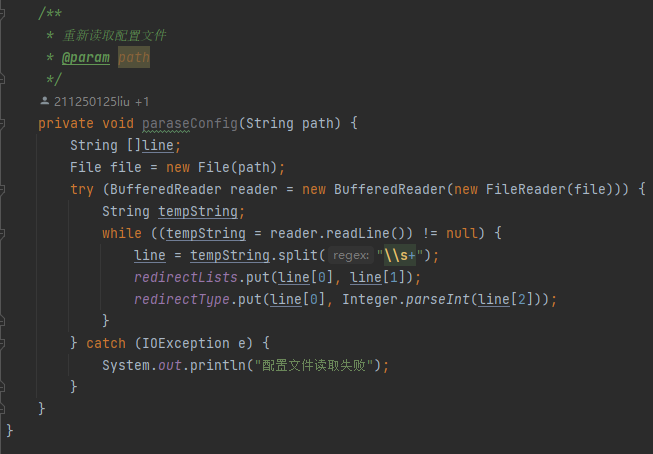 /**
 * 重新读取配置文件
 * @param path
 */
211250125liu +1
private void paraseConfig(String path) {
    String []line;
    File file = new File(path);
    try (BufferedReader reader = new BufferedReader(new FileReader(file))) {
        String tempString;
        while ((tempString = reader.readLine()) != null) {
            line = tempString.split( regex: "\\s+");
            redirectLists.put(line[0], line[1]);
            redirectType.put(line[0], Integer.parseInt(line[2]));
        }
    } catch (IOException e) {
        System.out.println("配置文件读取失败");
    }
}
}